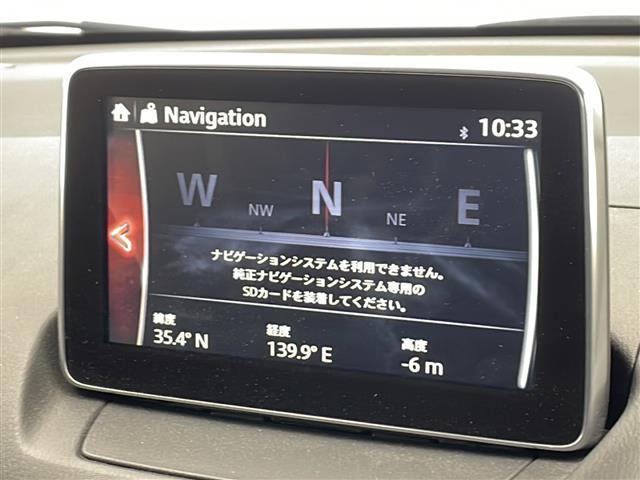 Navigation
10:33
W NW N NE E
ナビゲーションシステムを利用できません。
純正ナビゲーションシステム専用の
SDカードを装着してください。
緯度 経度 高度
35.4° N 139.9° E -6 m